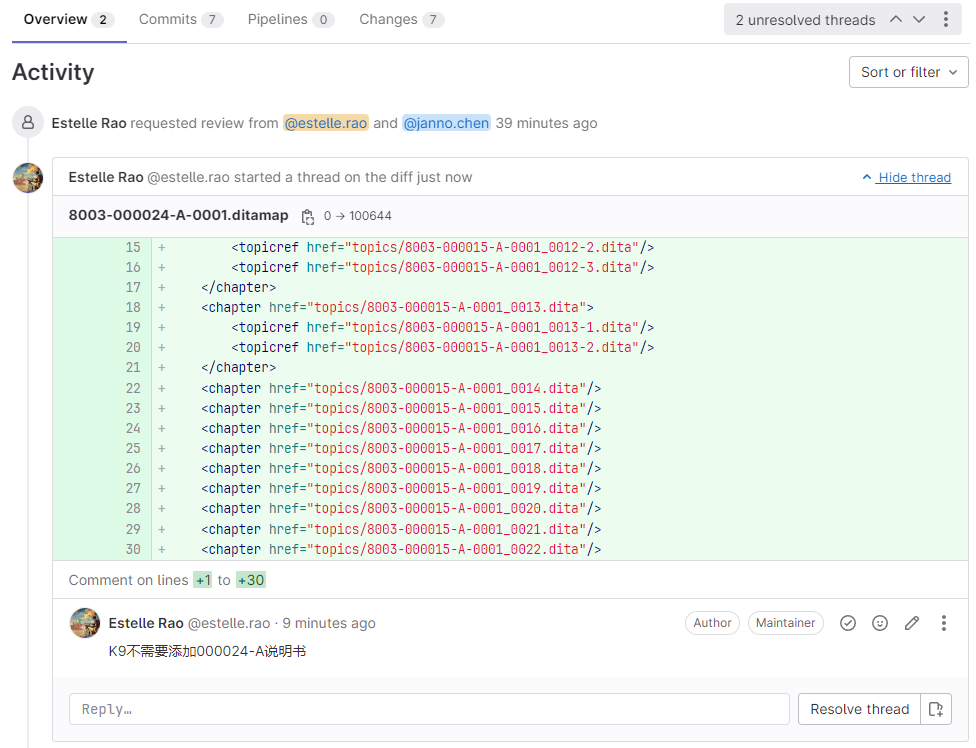 Overview 2 Commits 7 Pipelines 0 Changes 7 2 unresolved threads
Activity
Sort or filter
Estelle Rao requested review from @estelle.rao and @janno.chen 39 minutes ago
Estelle Rao @estelle.rao started a thread on the diff just now
Hide thread
8003-000024-A-0001.ditamap 0 → 100644
15 + <topicref href="topics/8003-000015-A-0001_0012-2.dita"/>
16 + <topicref href="topics/8003-000015-A-0001_0012-3.dita"/>
17 + </chapter>
18 + <chapter href="topics/8003-000015-A-0001_0013.dita">
19 + <topicref href="topics/8003-000015-A-0001_0013-1.dita"/>
20 + <topicref href="topics/8003-000015-A-0001_0013-2.dita"/>
21 + </chapter>
22 + <chapter href="topics/8003-000015-A-0001_0014.dita"/>
23 + <chapter href="topics/8003-000015-A-0001_0015.dita"/>
24 + <chapter href="topics/8003-000015-A-0001_0016.dita"/>
25 + <chapter href="topics/8003-000015-A-0001_0017.dita"/>
26 + <chapter href="topics/8003-000015-A-0001_0018.dita"/>
27 + <chapter href="topics/8003-000015-A-0001_0019.dita"/>
28 + <chapter href="topics/8003-000015-A-0001_0020.dita"/>
29 + <chapter href="topics/8003-000015-A-0001_0021.dita"/>
30 + <chapter href="topics/8003-000015-A-0001_0022.dita"/>
Comment on lines +1 to +30
Estelle Rao @estelle.rao · 9 minutes ago Author Maintainer
K9不需要添加000024-A说明书
Reply… Resolve thread